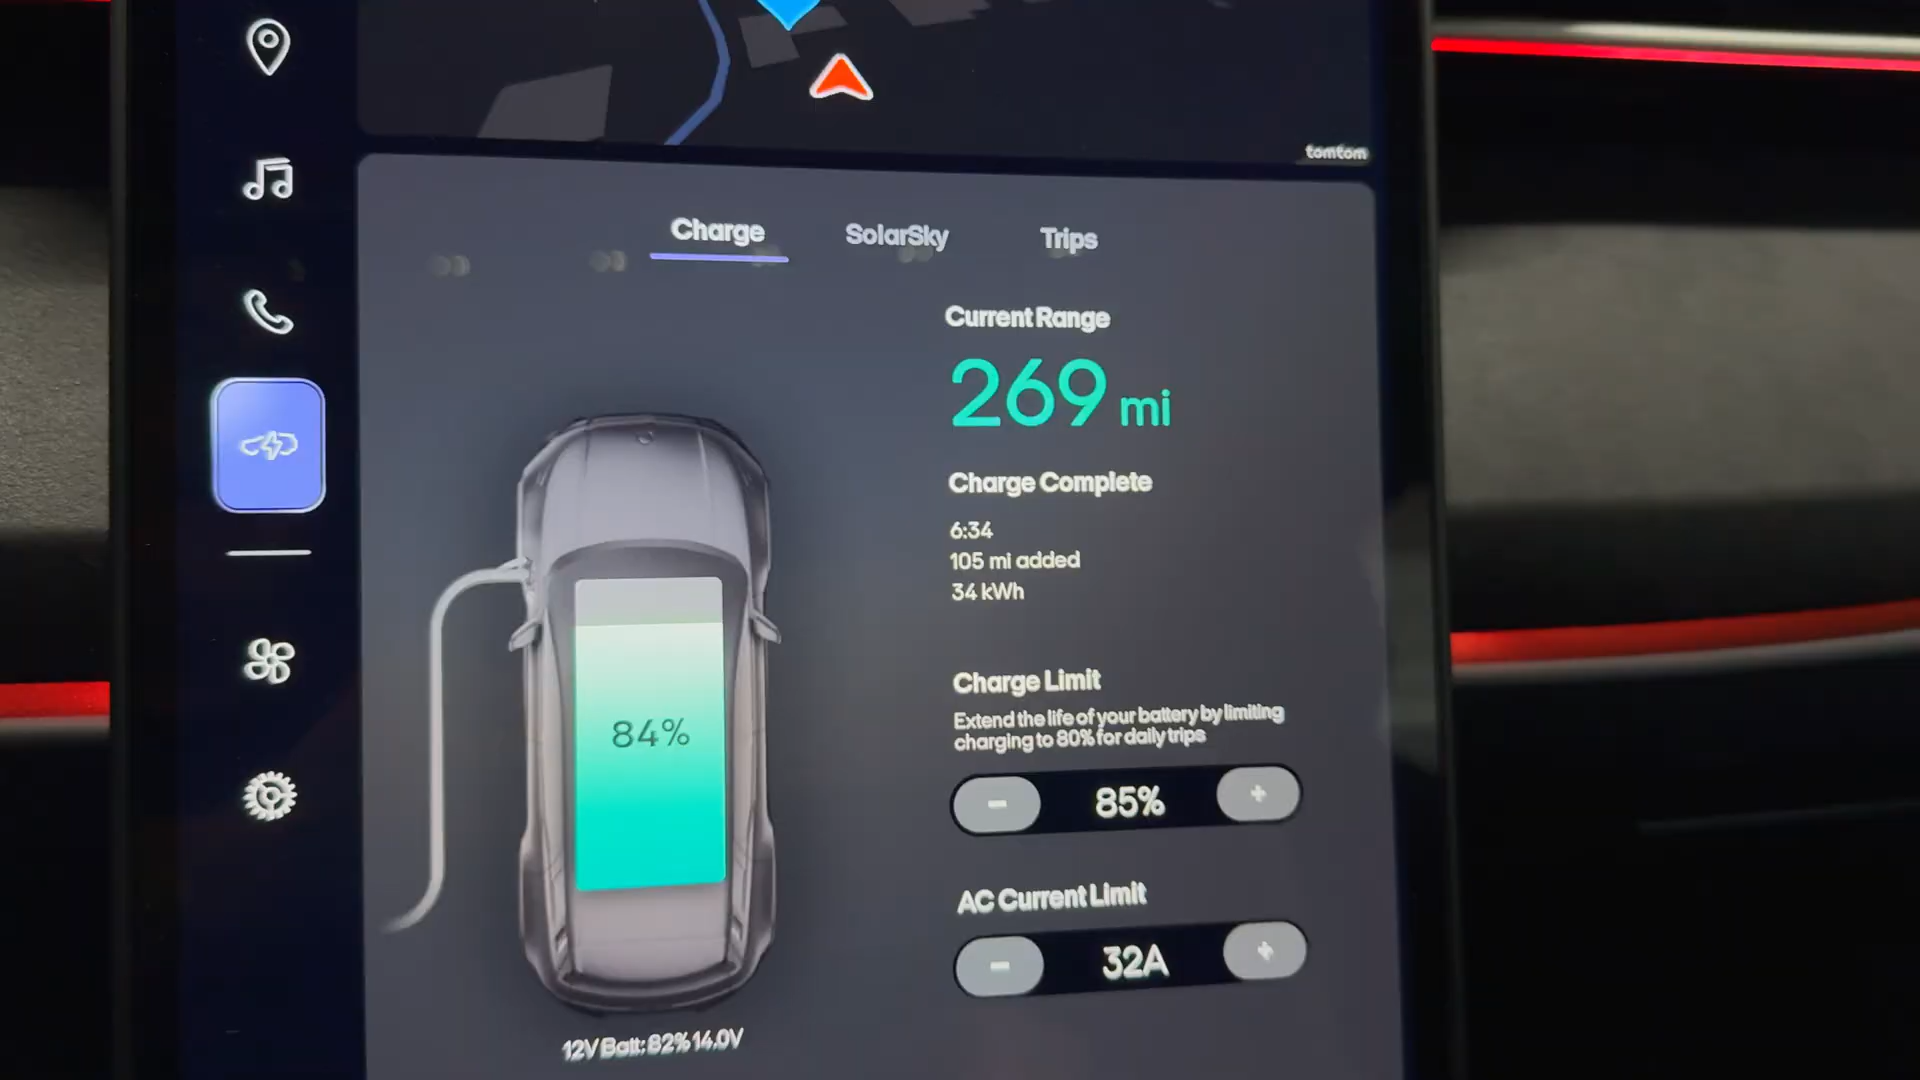 tomtom
Charge SolarSky Trips
Current Range
269 mi
Charge Complete
6:34
105 mi added
34 kWh
Charge Limit
Extend the life of your battery by limiting
charging to 80% for daily trips
84%
- 85% +
AC Current Limit
- 32A +
12V Batt: 82% 14.0V